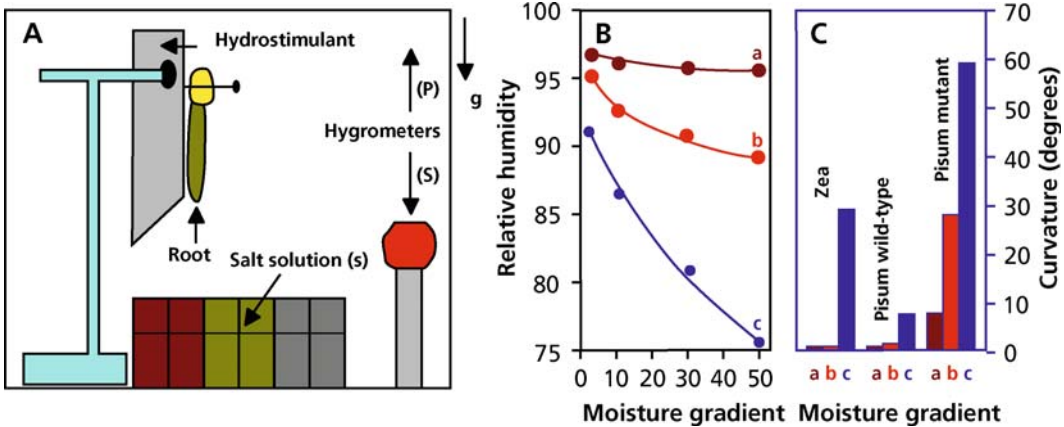 A
Hydrostimulant
(P)
g
Hygrometers
(S)
Root
Salt solution (s)
B
100
95
90
85
80
75
Relative humidity
0
10
20
30
40
50
Moisture gradient
a
b
c
C
Zea
Pisum wild-type
Pisum mutant
a b c
a b c
a b c
Moisture gradient
70
60
50
40
30
20
10
0
Curvature (degrees)